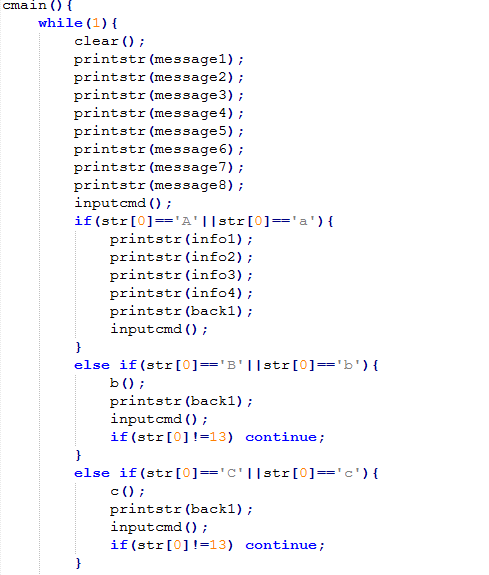 cmain(){
while(1){
clear();
printstr(message1);
printstr(message2);
printstr(message3);
printstr(message4);
printstr(message5);
printstr(message6);
printstr(message7);
printstr(message8);
inputcmd();
if(str[0]=='A'||str[0]=='a'){
printstr(info1);
printstr(info2);
printstr(info3);
printstr(info4);
printstr(back1);
inputcmd();
}
else if(str[0]=='B'||str[0]=='b'){
b();
printstr(back1);
inputcmd();
if(str[0]!=13) continue;
}
else if(str[0]=='C'||str[0]=='c'){
c();
printstr(back1);
inputcmd();
if(str[0]!=13) continue;
}